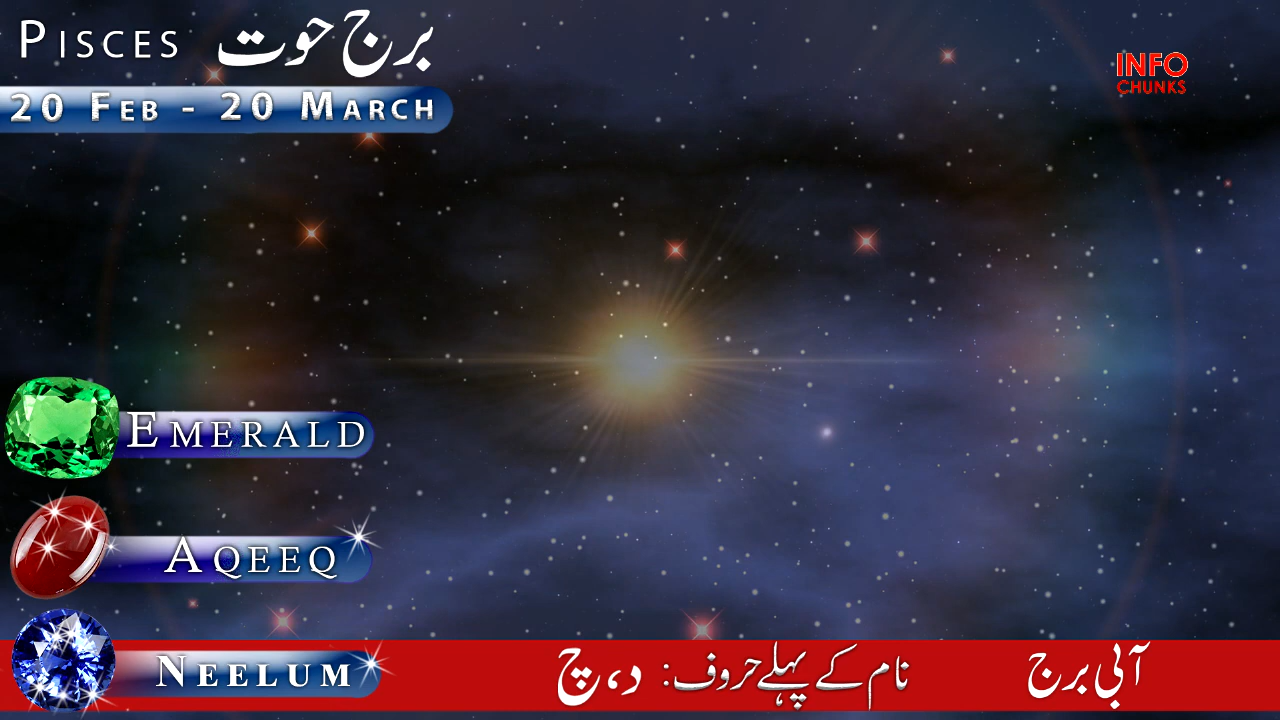 PISCES برج حوت
20 FEB - 20 MARCH
INFO
CHUNKS
EMERALD
AQEEQ
NEELUM
آبی برج
نام کے پہلے حروف: د، چ